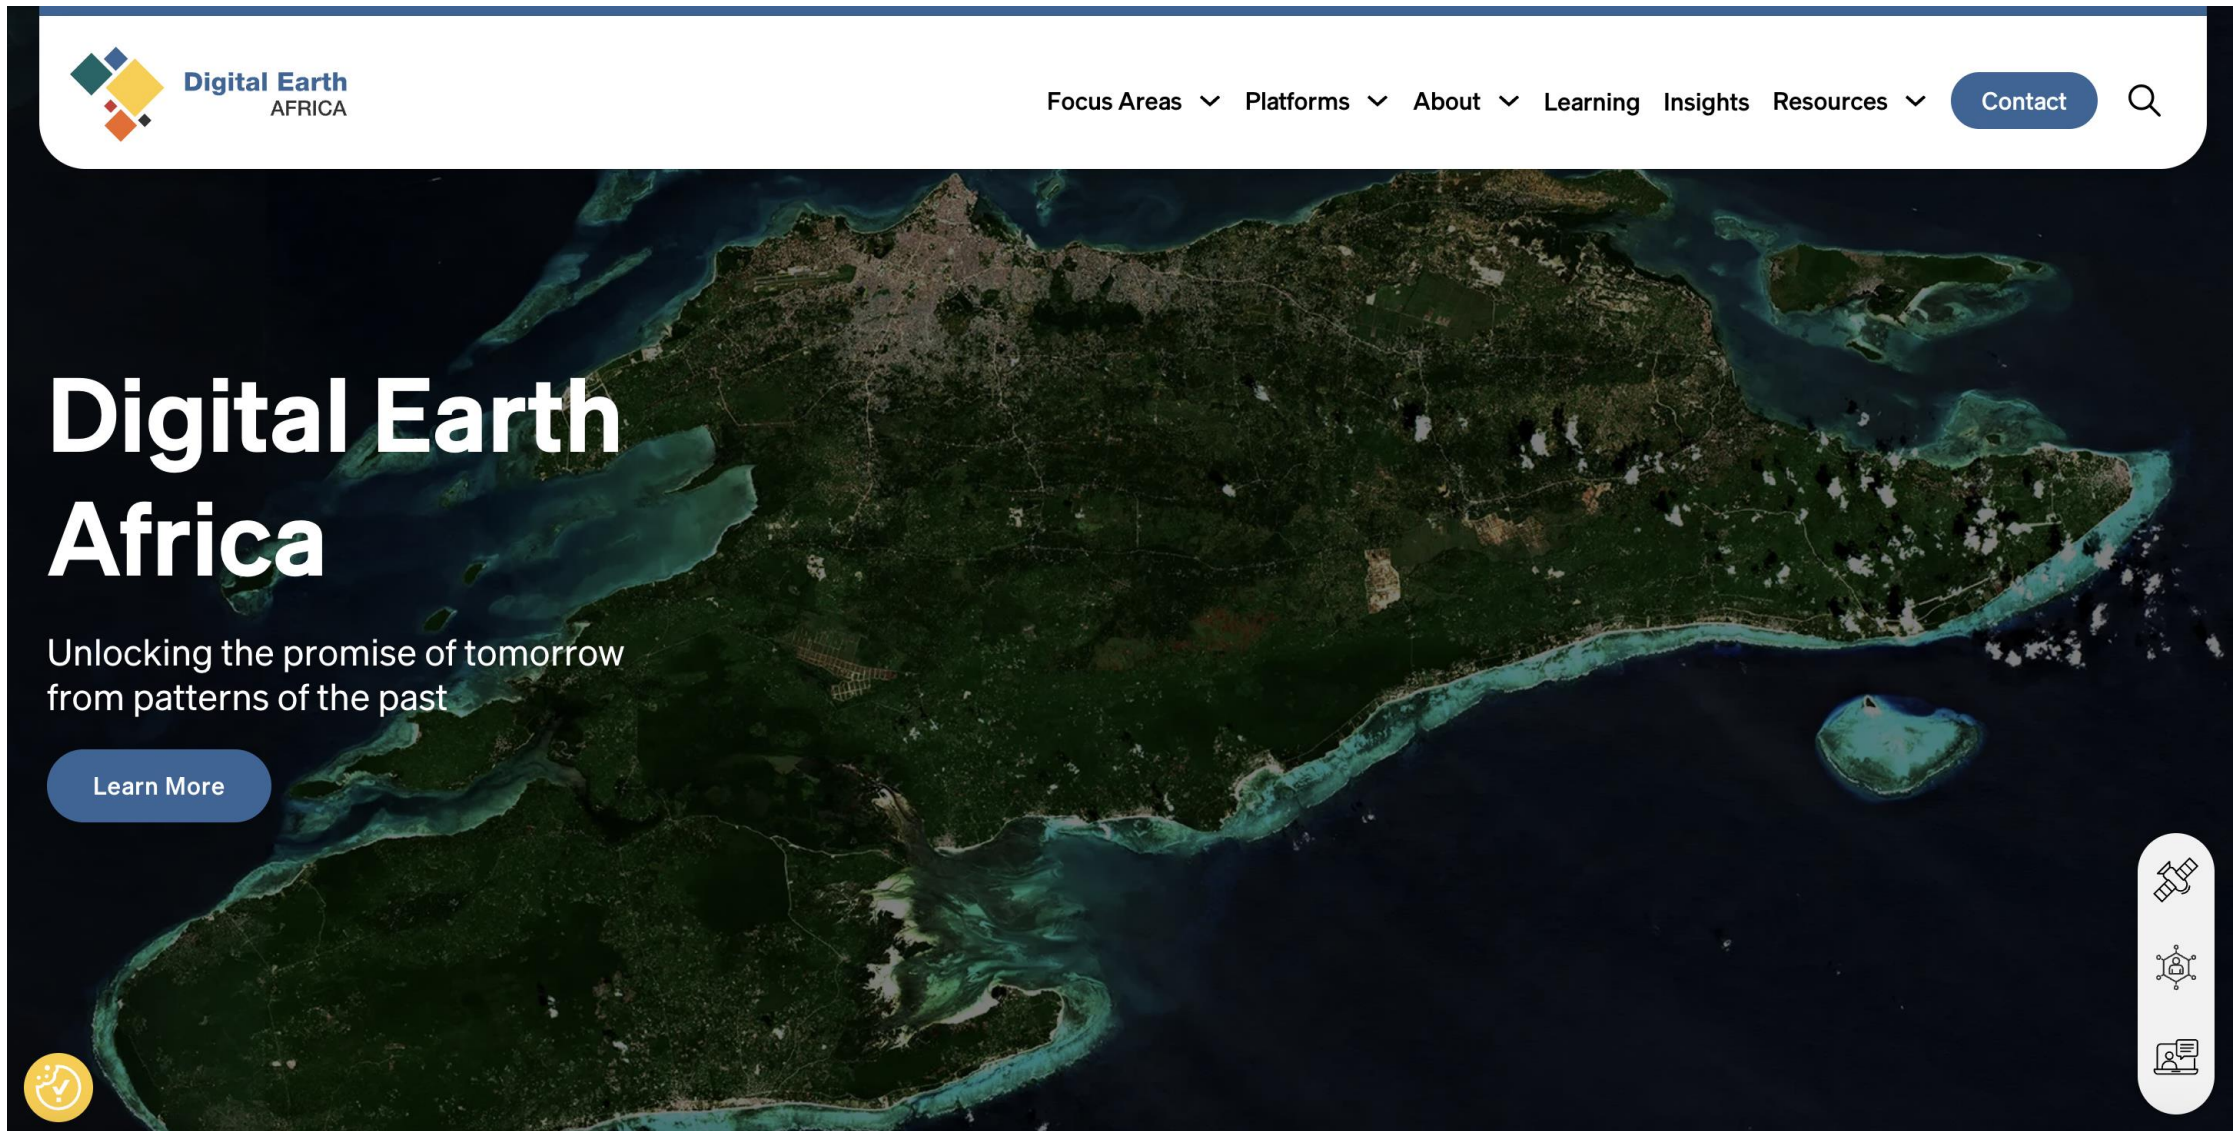 Digital Earth
AFRICA
Focus Areas
Platforms
About
Learning
Insights
Resources
Contact
Digital Earth
Africa
Unlocking the promise of tomorrow
from patterns of the past
Learn More